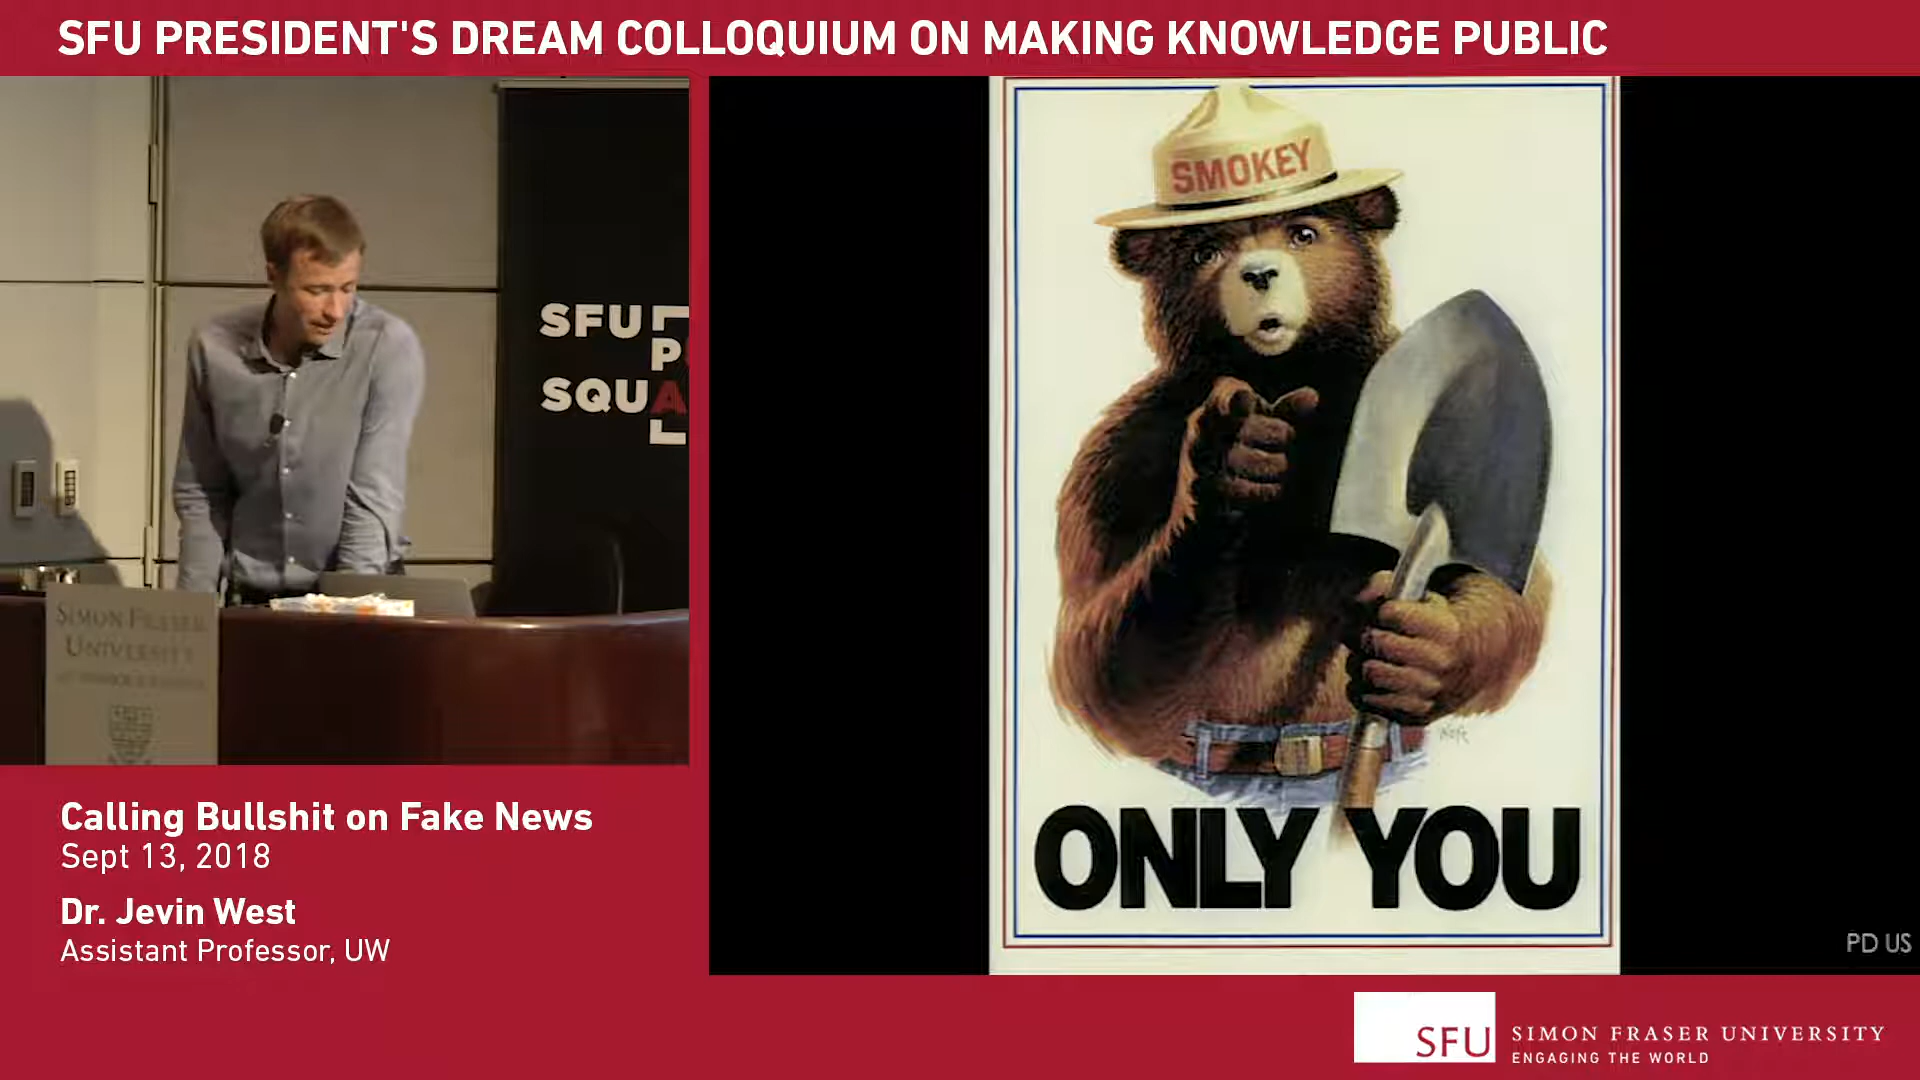 SFU PRESIDENT'S DREAM COLLOQUIUM ON MAKING KNOWLEDGE PUBLIC
SFU
P
SQUA
L
SIMON FRASER
UNIVERSITY
SMOKEY
ONLY YOU
PD US
Calling Bullshit on Fake News
Sept 13, 2018
Dr. Jevin West
Assistant Professor, UW
SFU SIMON FRASER UNIVERSITY
ENGAGING THE WORLD